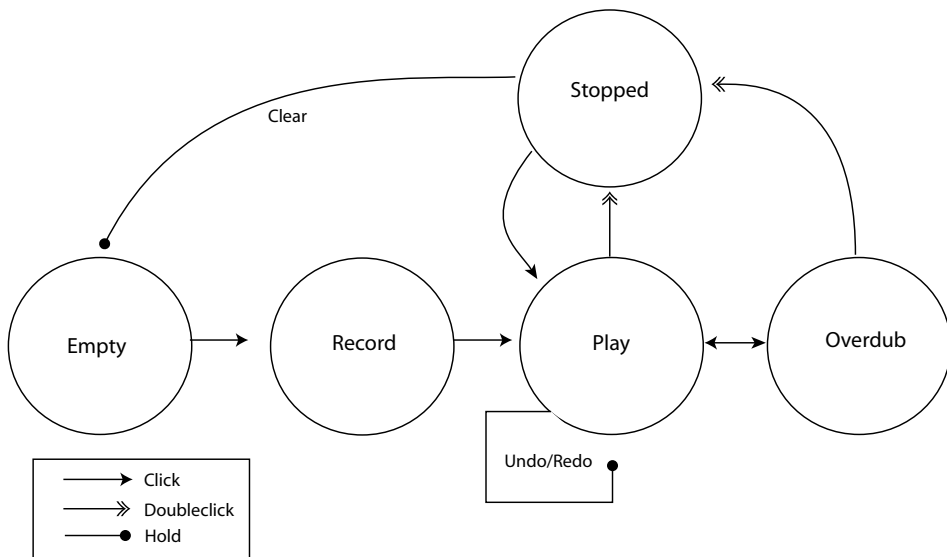 Stopped
Clear
Empty
Record
Play
Overdub
Undo/Redo
Click
Doubleclick
Hold